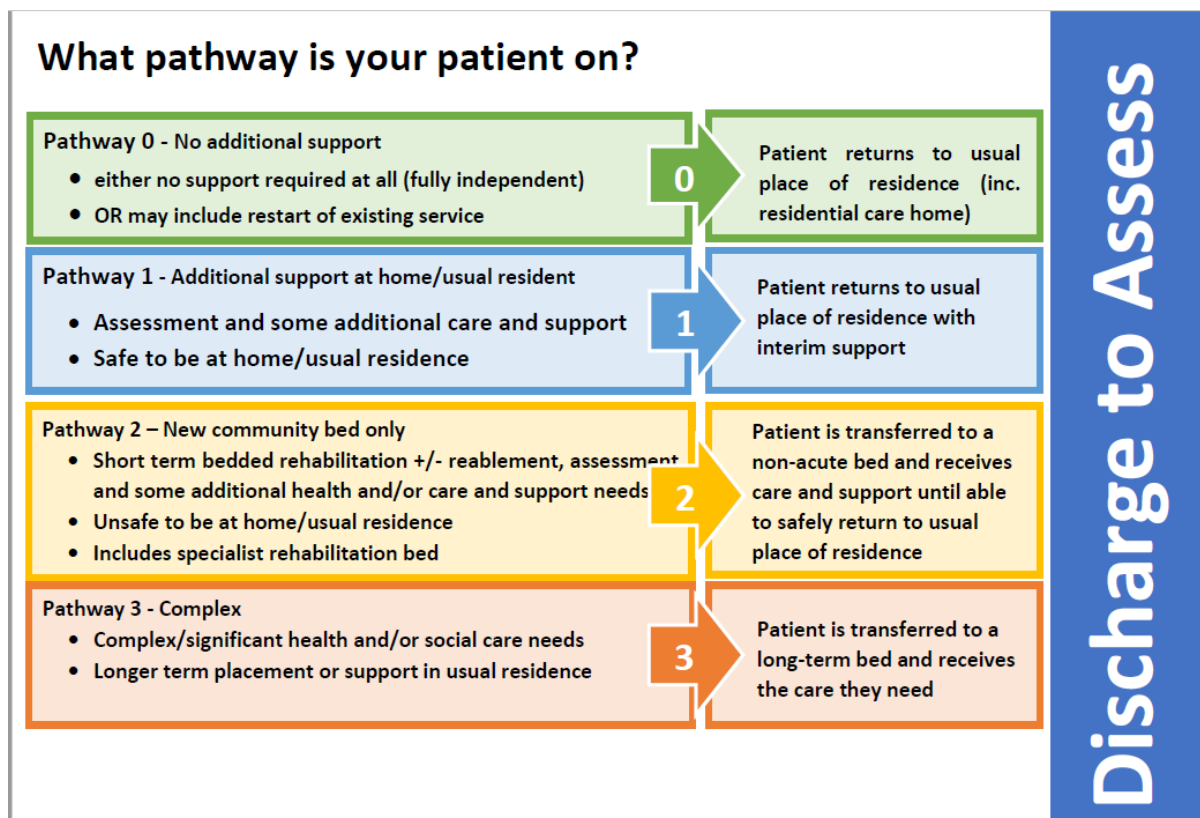 What pathway is your patient on?
Pathway 0 - No additional support
• either no support required at all (fully independent)
• OR may include restart of existing service
0
Patient returns to usual
place of residence (inc.
residential care home)
Pathway 1 - Additional support at home/usual resident
• Assessment and some additional care and support
• Safe to be at home/usual residence
1
Patient returns to usual
place of residence with
interim support
Pathway 2 – New community bed only
• Short term bedded rehabilitation +/- reablement, assessment
and some additional health and/or care and support needs
• Unsafe to be at home/usual residence
• Includes specialist rehabilitation bed
2
Patient is transferred to a
non-acute bed and receives
care and support until able
to safely return to usual
place of residence
Pathway 3 - Complex
• Complex/significant health and/or social care needs
• Longer term placement or support in usual residence
3
Patient is transferred to a
long-term bed and receives
the care they need
Discharge to Assess